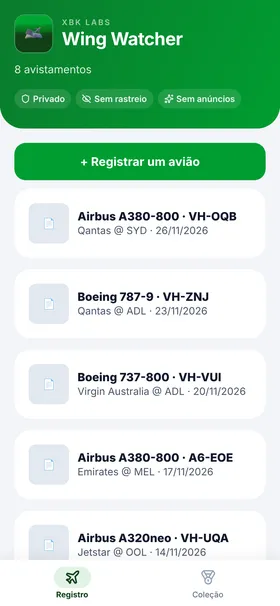 XBK LABS
Wing Watcher
8 avistamentos
Privado
Sem rastreio
Sem anúncios
+ Registrar um avião
Airbus A380-800 · VH-OQB
Qantas @ SYD · 26/11/2026
Boeing 787-9 · VH-ZNJ
Qantas @ ADL · 23/11/2026
Boeing 737-800 · VH-VUI
Virgin Australia @ ADL · 20/11/2026
Airbus A380-800 · A6-EOE
Emirates @ MEL · 17/11/2026
Airbus A320neo · VH-UQA
Jetstar @ OOL · 14/11/2026
Registro
Coleção